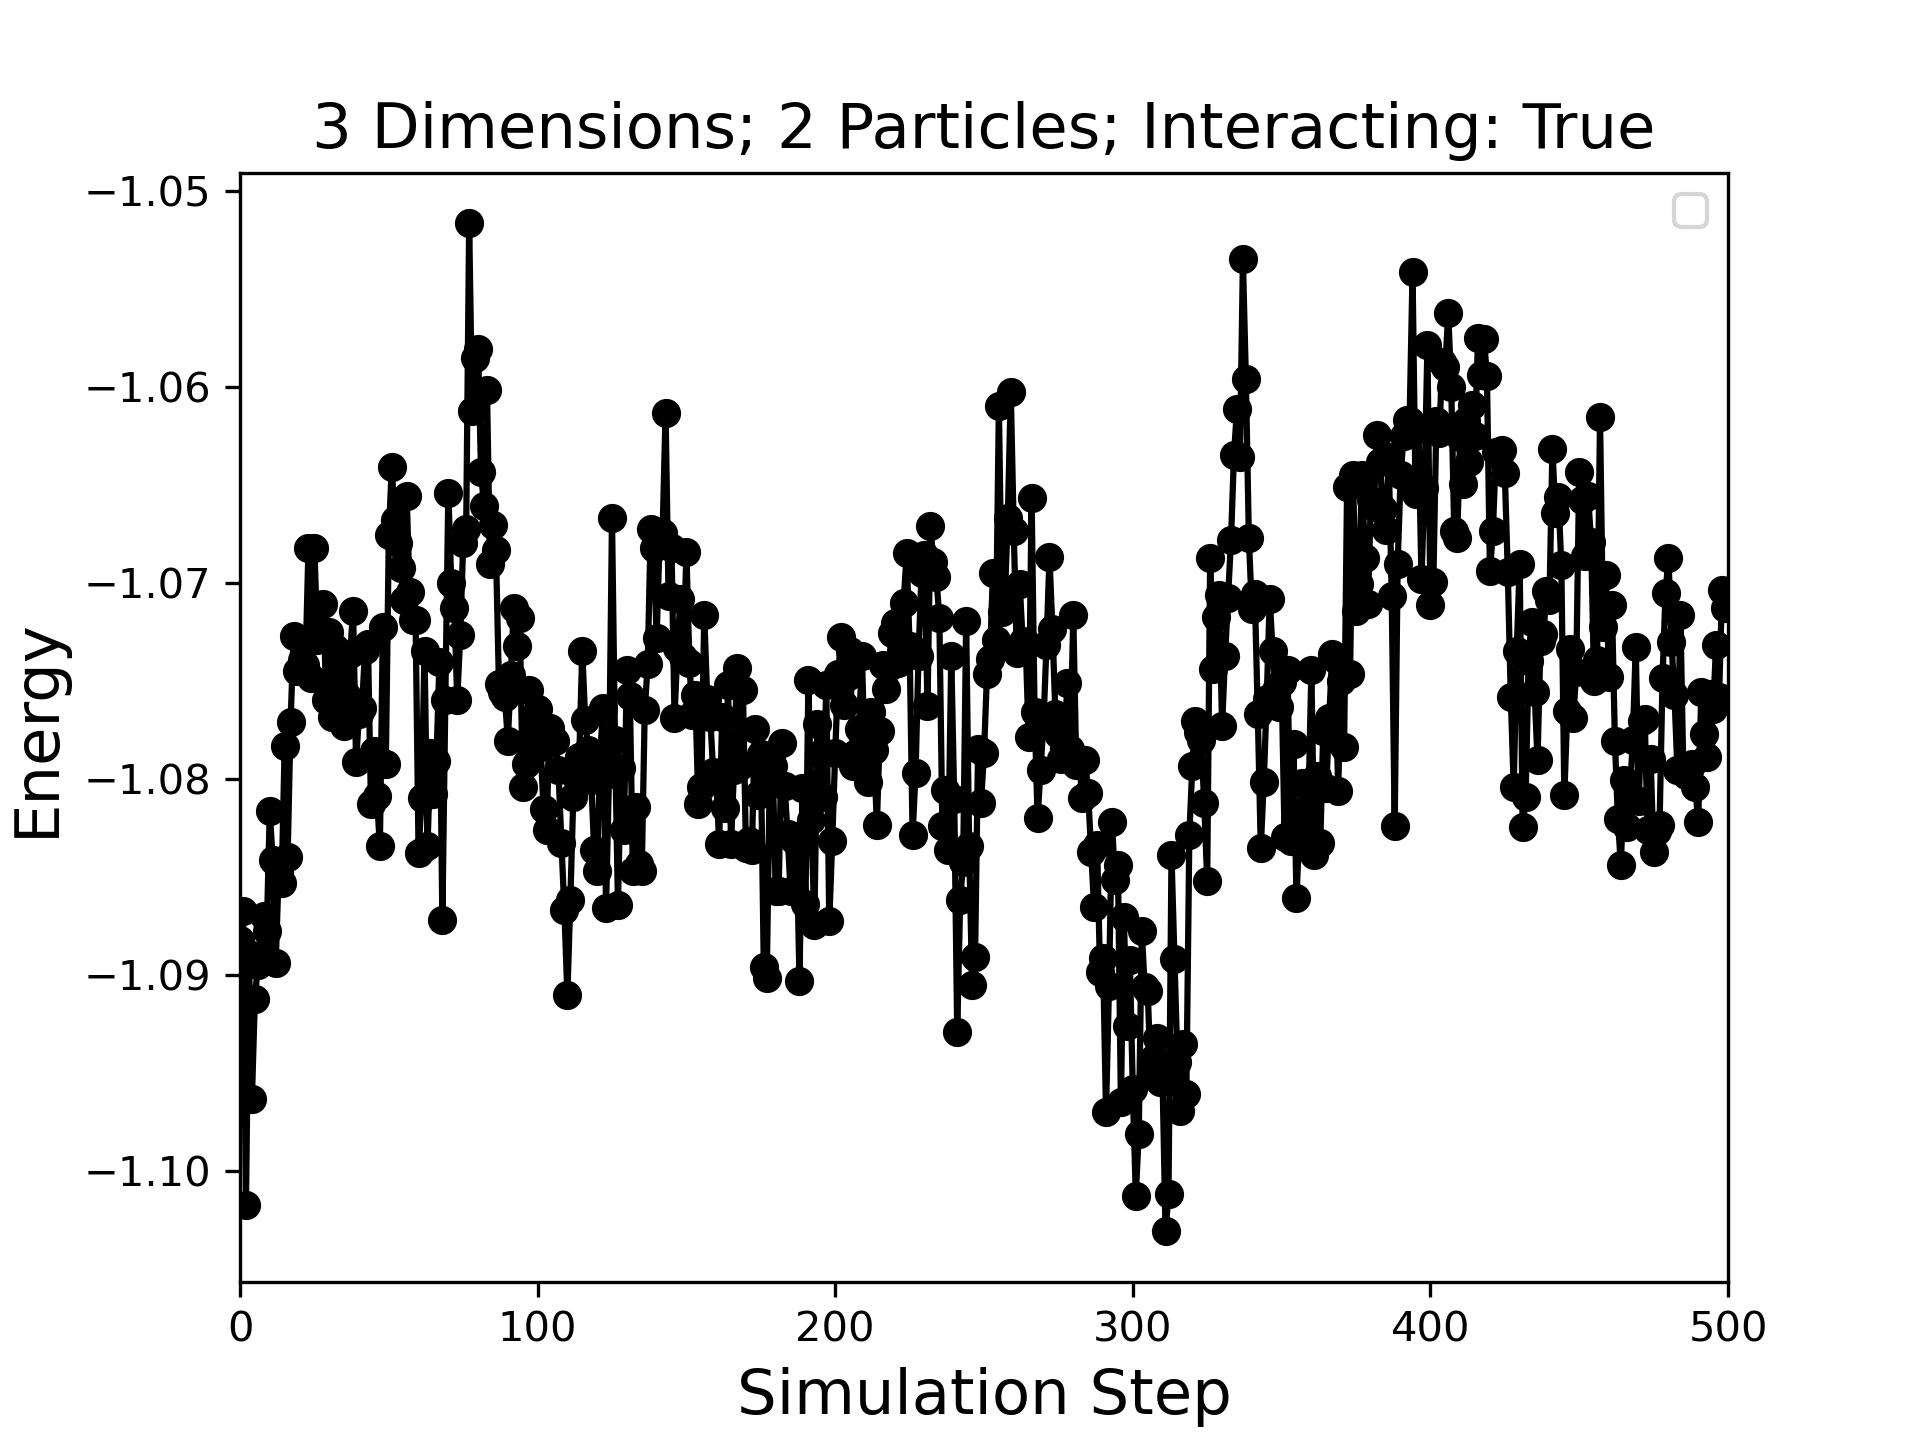 3 Dimensions; 2 Particles; Interacting: True
−1.05
−1.06
−1.07
−1.08
−1.09
−1.10
Energy
0 100 200 300 400 500
Simulation Step